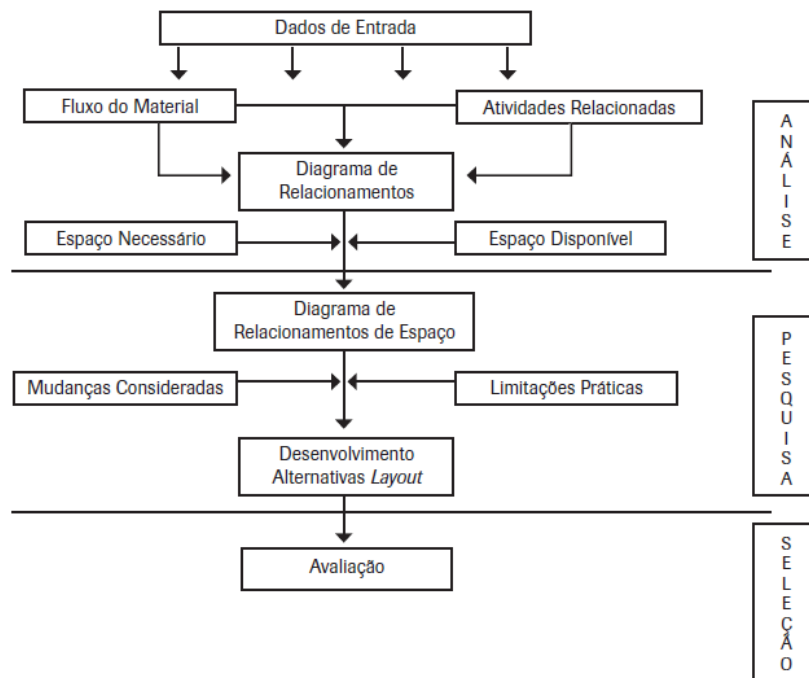 Dados de Entrada
Fluxo do Material
Atividades Relacionadas
Diagrama de
Relacionamentos
Espaço Necessário
Espaço Disponível
ANÁLISE
Diagrama de
Relacionamentos de Espaço
Mudanças Consideradas
Limitações Práticas
Desenvolvimento
Alternativas Layout
PESQUISA
Avaliação
SELEÇÃO